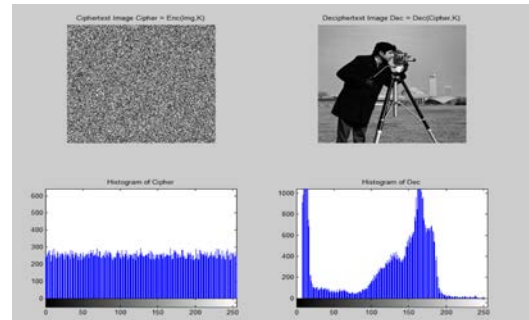 Ciphertext Image Cipher = Enc(Img,K)
Deciphertext Image Dec = Dec(Cipher,K)
Histogram of Cipher
600
500
400
300
200
100
0
0 50 100 150 200 250
Histogram of Dec
1000
800
600
400
200
0
0 50 100 150 200 250